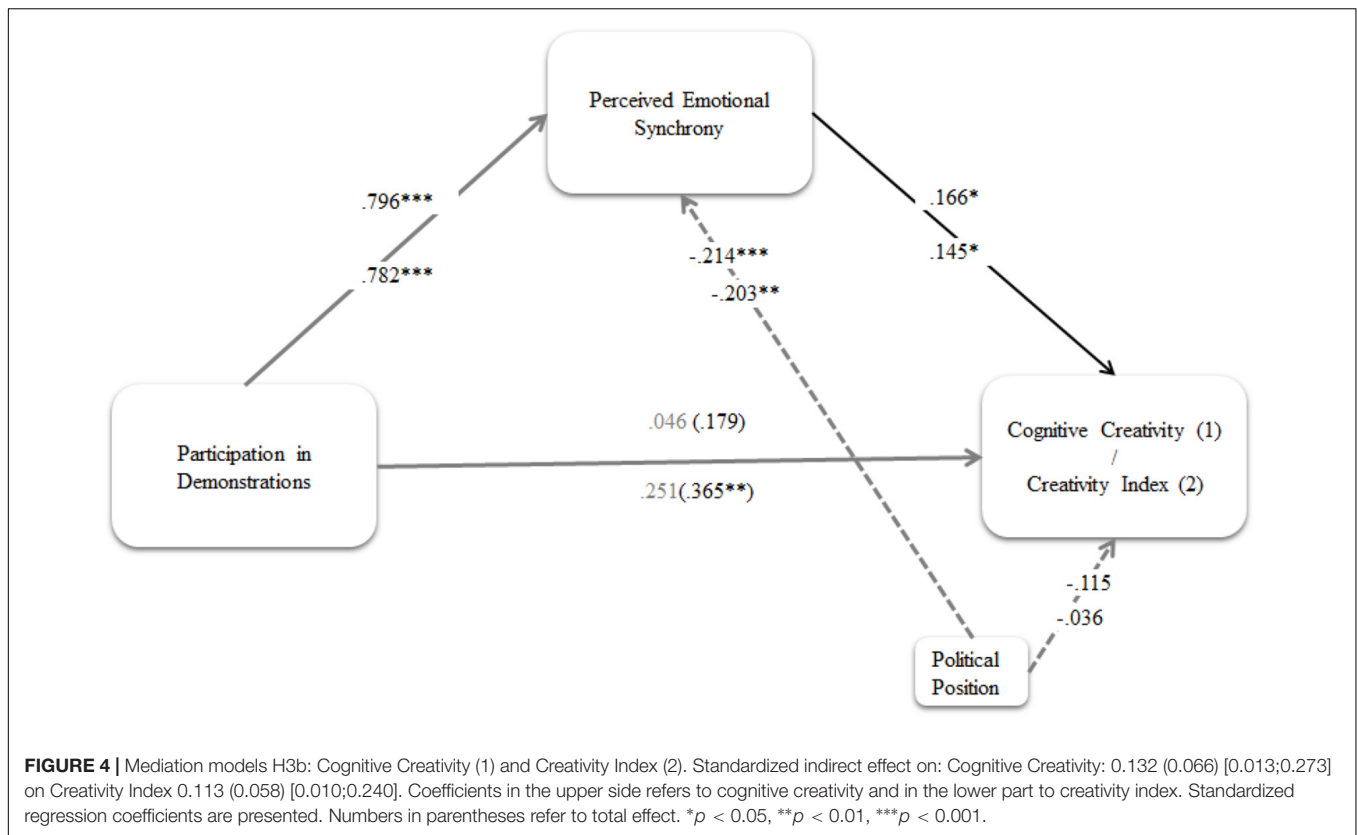 Perceived Emotional
Synchrony
.796***
.782***
.166*
.145*
-.214***
-.203**
Participation in
Demonstrations
.046 (.179)
.251(.365**)
Cognitive Creativity (1)
/
Creativity Index (2)
-.115
-.036
Political
Position
FIGURE 4 | Mediation models H3b: Cognitive Creativity (1) and Creativity Index (2). Standardized indirect effect on: Cognitive Creativity: 0.132 (0.066) [0.013;0.273]
on Creativity Index 0.113 (0.058) [0.010;0.240]. Coefficients in the upper side refers to cognitive creativity and in the lower part to creativity index. Standardized
regression coefficients are presented. Numbers in parentheses refer to total effect. *p < 0.05, **p < 0.01, ***p < 0.001.